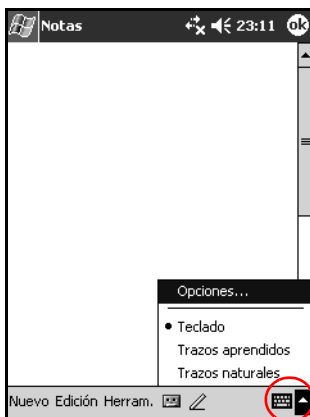 Notas 23:11 ok
Opciones...
Teclado
Trazos aprendidos
Trazos naturales
Nuevo Edición Herram.